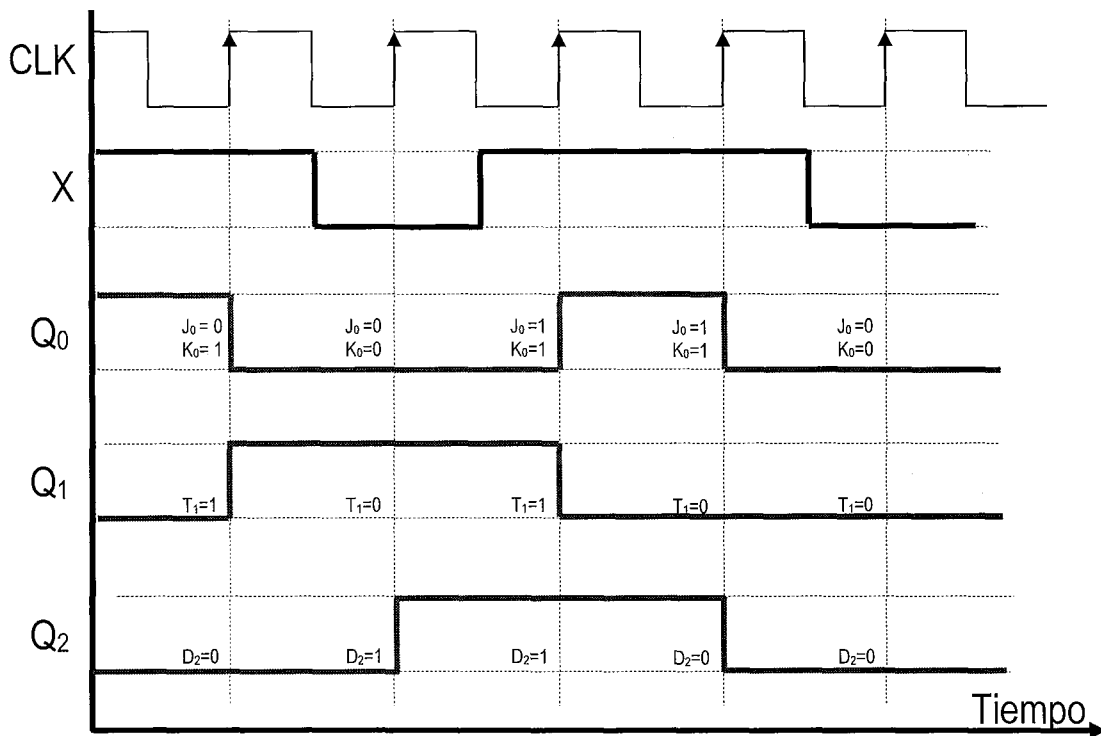 CLK
X
Q₀
J₀ = 0 J₀=0 J₀=1 J₀=1 J₀=0
K₀= 1 K₀=0 K₀=1 K₀=1 K₀=0
Q₁
T₁=1 T₁=0 T₁=1 T₁=0 T₁=0
Q₂
D₂=0 D₂=1 D₂=1 D₂=0 D₂=0
Tiempo